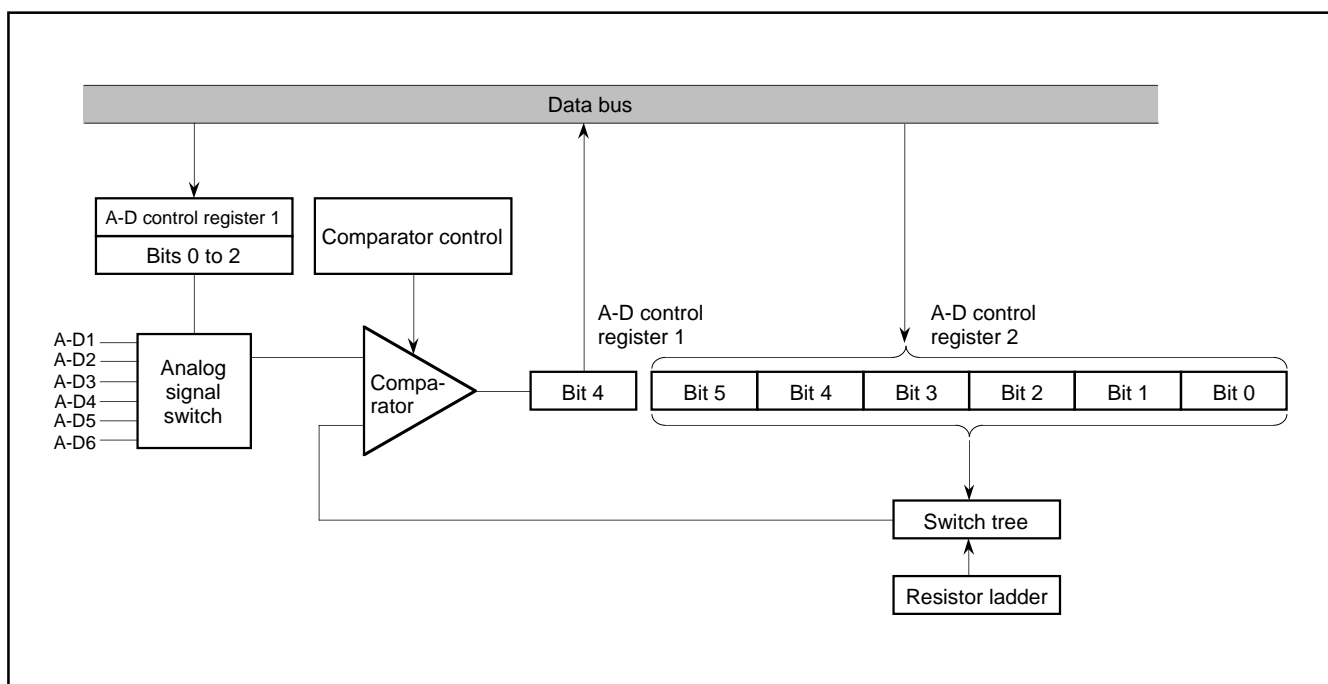 Data bus
A-D control register 1
Bits 0 to 2
Comparator control
A-D control
register 1
A-D control
register 2
A-D1
A-D2
A-D3
A-D4
A-D5
A-D6
Analog
signal
switch
Compa-
rator
Bit 4
Bit 5
Bit 4
Bit 3
Bit 2
Bit 1
Bit 0
Switch tree
Resistor ladder